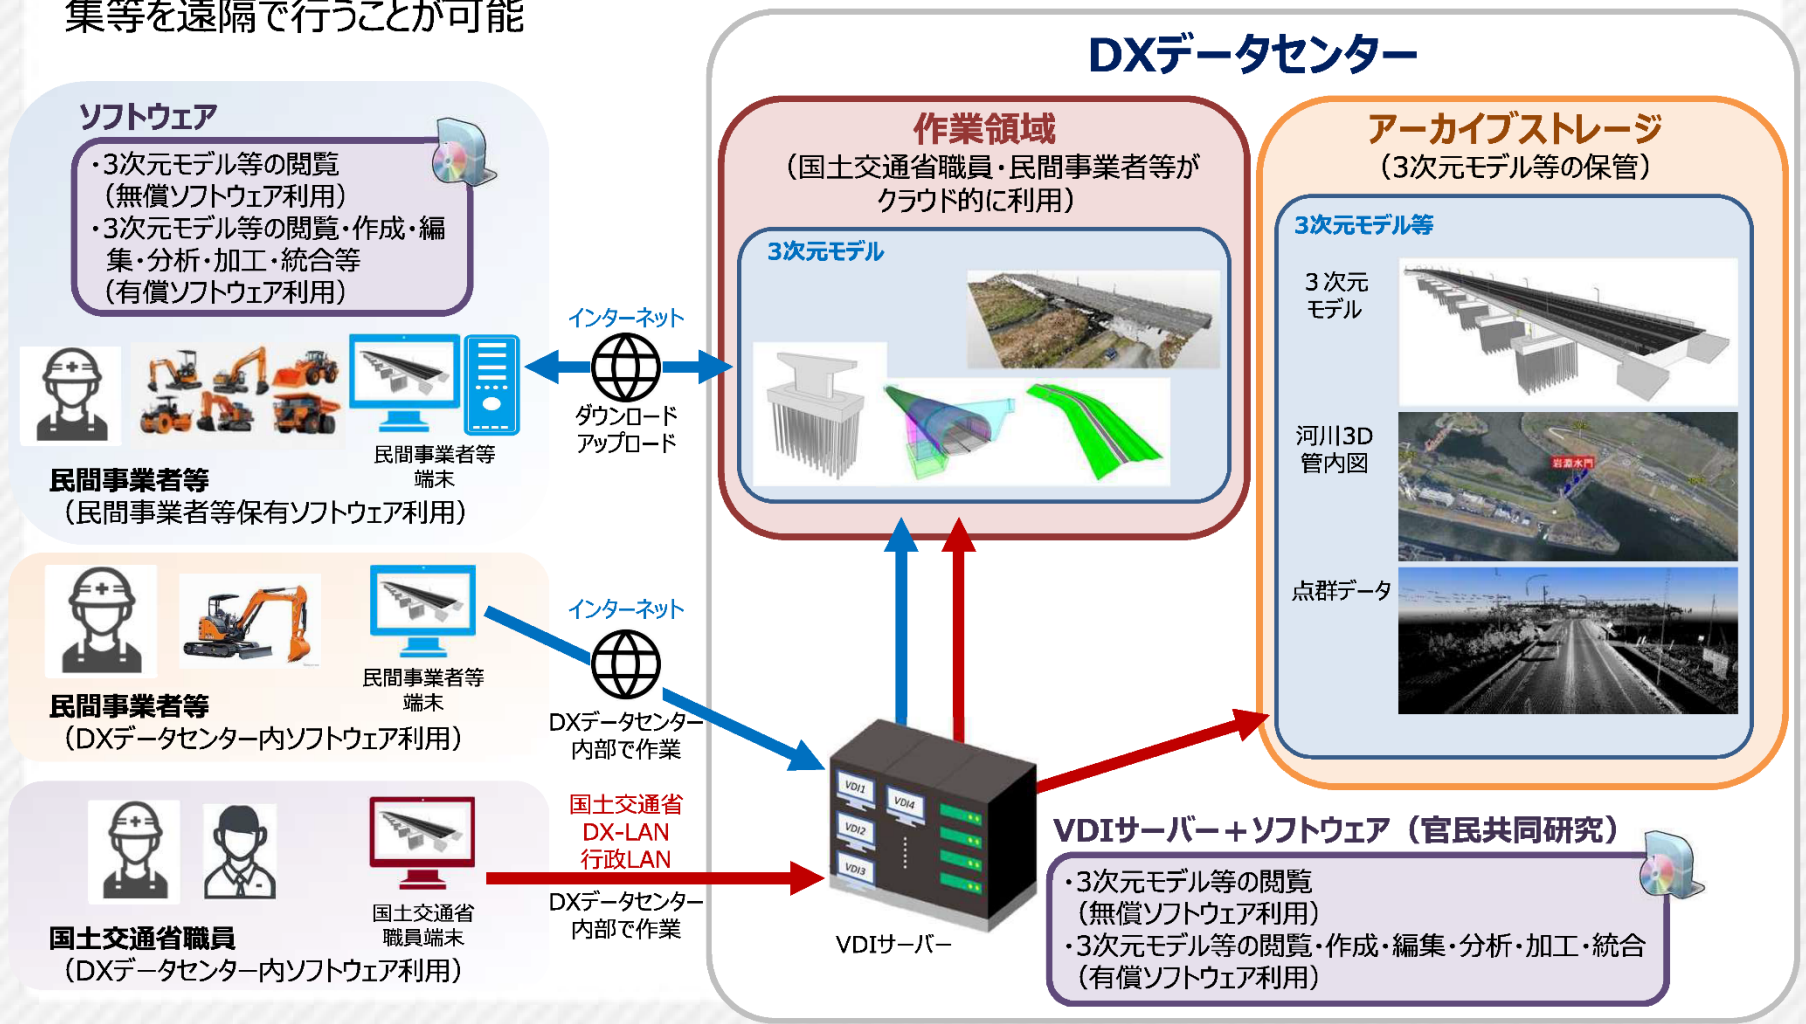 集等を遠隔で行うことが可能
DXデータセンター
ソフトウェア
・3次元モデル等の閲覧
(無償ソフトウェア利用)
・3次元モデル等の閲覧・作成・編
集・分析・加工・統合等
(有償ソフトウェア利用)
民間事業者等
端末
民間事業者等
(民間事業者等保有ソフトウェア利用)
インターネット
ダウンロード
アップロード
作業領域
(国土交通省職員・民間事業者等が
クラウド的に利用)
3次元モデル
アーカイブストレージ
(3次元モデル等の保管)
3次元モデル等
3次元
モデル
河川3D
管内図
岩淵水門
点群データ
民間事業者等
端末
民間事業者等
(DXデータセンター内ソフトウェア利用)
インターネット
DXデータセンター
内部で作業
国土交通省
職員端末
国土交通省職員
(DXデータセンター内ソフトウェア利用)
国土交通省
DX-LAN
行政LAN
DXデータセンター
内部で作業
VDI1
VDI4
VDI2
VDI3
VDIサーバー
VDIサーバー+ソフトウェア(官民共同研究)
・3次元モデル等の閲覧
(無償ソフトウェア利用)
・3次元モデル等の閲覧・作成・編集・分析・加工・統合
(有償ソフトウェア利用)